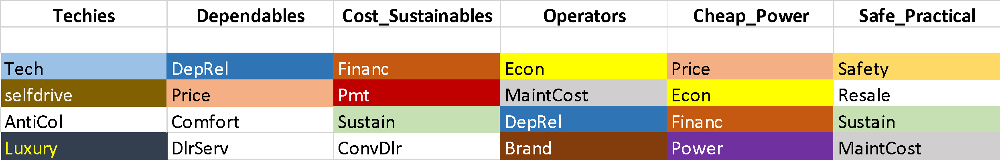 Techies Dependables Cost_Sustainables Operators Cheap_Power Safe_Practical
Tech DepRel Financ Econ Price Safety
selfdrive Price Pmt MaintCost Econ Resale
AntiCol Comfort Sustain DepRel Financ Sustain
Luxury DlrServ ConvDlr Brand Power MaintCost